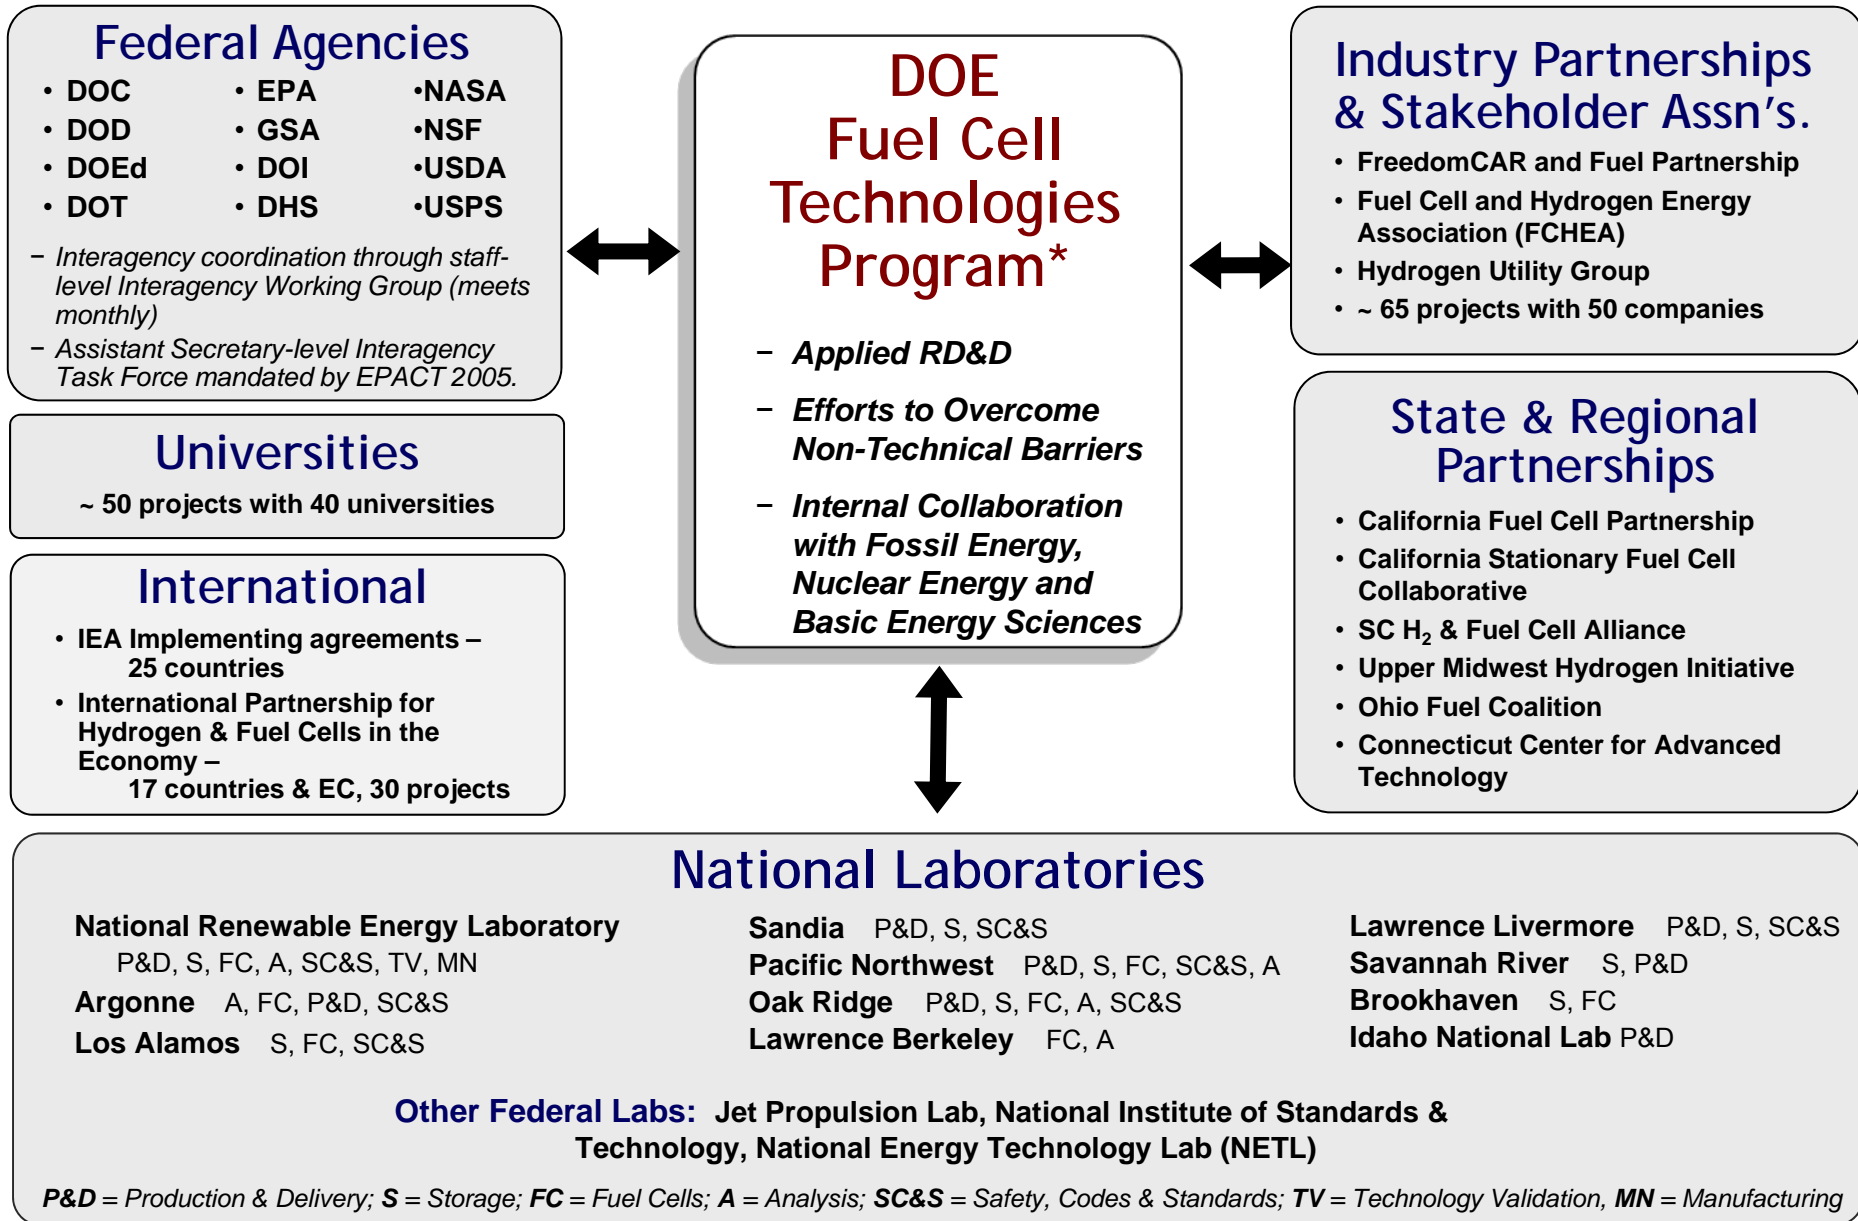 Federal Agencies
• DOC
• DOD
• DOEd
• DOT
• EPA
• GSA
• DOI
• DHS
•NASA
•NSF
•USDA
•USPS
– Interagency coordination through staff-
level Interagency Working Group (meets
monthly)
– Assistant Secretary-level Interagency
Task Force mandated by EPACT 2005.
Universities
~ 50 projects with 40 universities
International
• IEA Implementing agreements –
25 countries
• International Partnership for
Hydrogen & Fuel Cells in the
Economy –
17 countries & EC, 30 projects
DOE
Fuel Cell
Technologies
Program*
– Applied RD&D
– Efforts to Overcome
Non-Technical Barriers
– Internal Collaboration
with Fossil Energy,
Nuclear Energy and
Basic Energy Sciences
Industry Partnerships
& Stakeholder Assn's.
• FreedomCAR and Fuel Partnership
• Fuel Cell and Hydrogen Energy
Association (FCHEA)
• Hydrogen Utility Group
• ~ 65 projects with 50 companies
State & Regional
Partnerships
• California Fuel Cell Partnership
• California Stationary Fuel Cell
Collaborative
• SC H₂ & Fuel Cell Alliance
• Upper Midwest Hydrogen Initiative
• Ohio Fuel Coalition
• Connecticut Center for Advanced
Technology
National Laboratories
National Renewable Energy Laboratory
P&D, S, FC, A, SC&S, TV, MN
Argonne A, FC, P&D, SC&S
Los Alamos S, FC, SC&S
Sandia P&D, S, SC&S
Pacific Northwest P&D, S, FC, SC&S, A
Oak Ridge P&D, S, FC, A, SC&S
Lawrence Berkeley FC, A
Lawrence Livermore P&D, S, SC&S
Savannah River S, P&D
Brookhaven S, FC
Idaho National Lab P&D
Other Federal Labs: Jet Propulsion Lab, National Institute of Standards &
Technology, National Energy Technology Lab (NETL)
P&D = Production & Delivery; S = Storage; FC = Fuel Cells; A = Analysis; SC&S = Safety, Codes & Standards; TV = Technology Validation, MN = Manufacturing